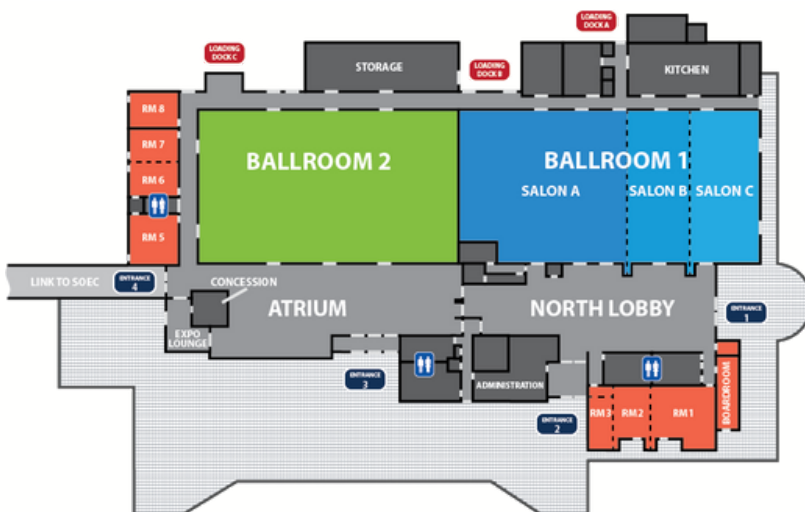 LOADING
DOCK A
LOADING
DOCK C
STORAGE
LOADING
DOCK B
KITCHEN
RM 8
RM 7
RM 6
RM 5
BALLROOM 2
BALLROOM 1
SALON A
SALON B
SALON C
LINK TO SOEC
ENTRANCE
4
CONCESSION
ATRIUM
NORTH LOBBY
ENTRANCE
1
EXPO
LOUNGE
ENTRANCE
3
ADMINISTRATION
BOARDROOM
RM 3
RM 2
RM 1
ENTRANCE
2